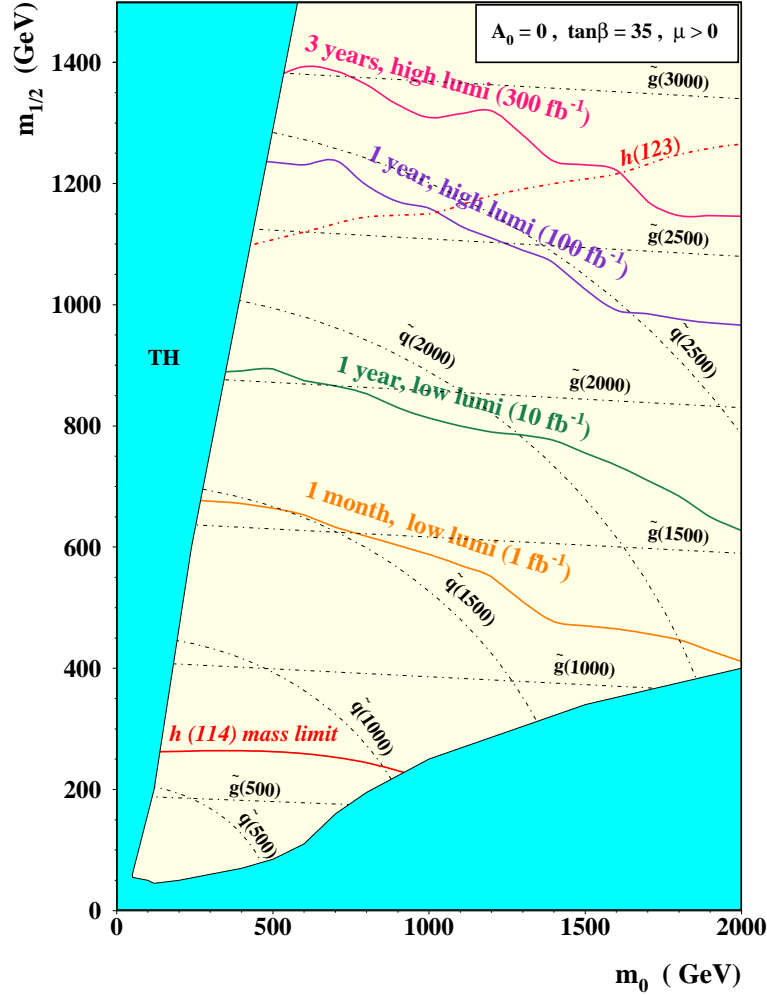 A₀ = 0 , tanβ = 35 , μ > 0
m₁/₂ (GeV)
1400
1200
1000
800
600
400
200
0
3 years, high lumi (300 fb⁻¹)
g̃(3000)
h(123)
1 year, high lumi (100 fb⁻¹)
g̃(2500)
q̃(2500)
TH
q̃(2000)
g̃(2000)
1 year, low lumi (10 fb⁻¹)
1 month, low lumi (1 fb⁻¹)
g̃(1500)
q̃(1500)
g̃(1000)
q̃(1000)
h (114) mass limit
g̃(500)
q̃(500)
0
500
1000
1500
2000
m₀ ( GeV)